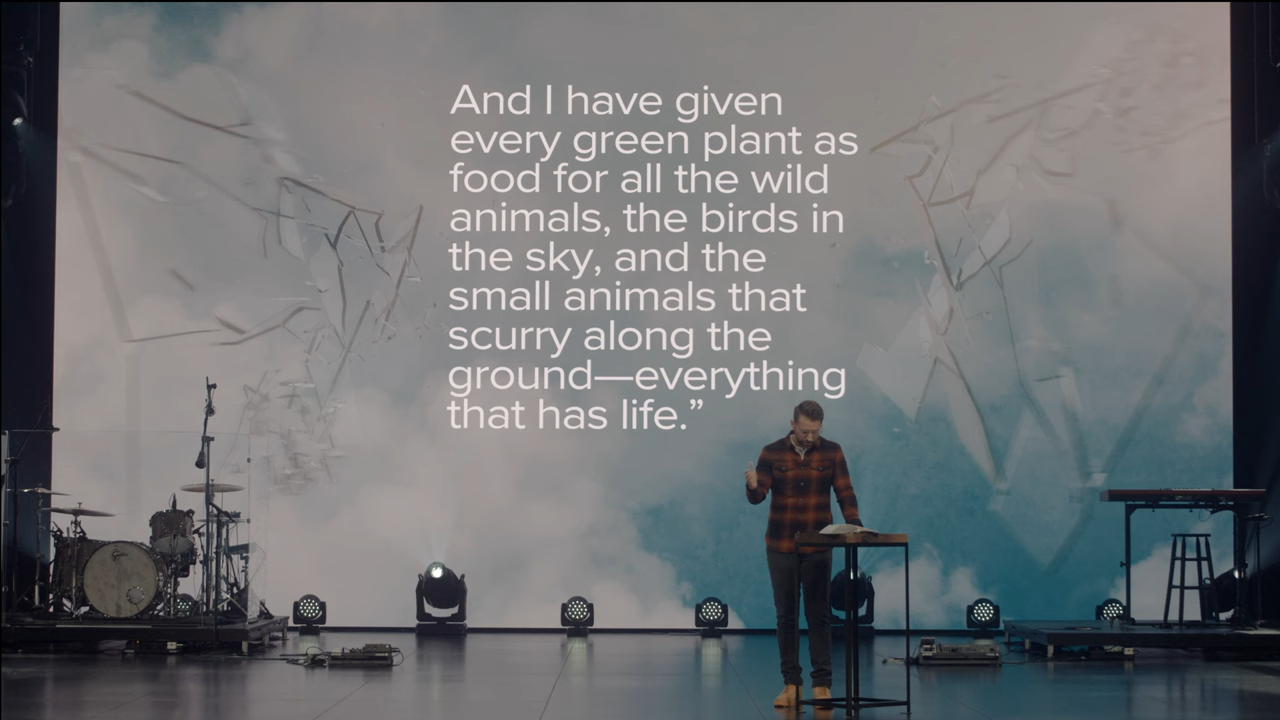 And I have given
every green plant as
food for all the wild
animals, the birds in
the sky, and the
small animals that
scurry along the
ground—everything
that has life.”